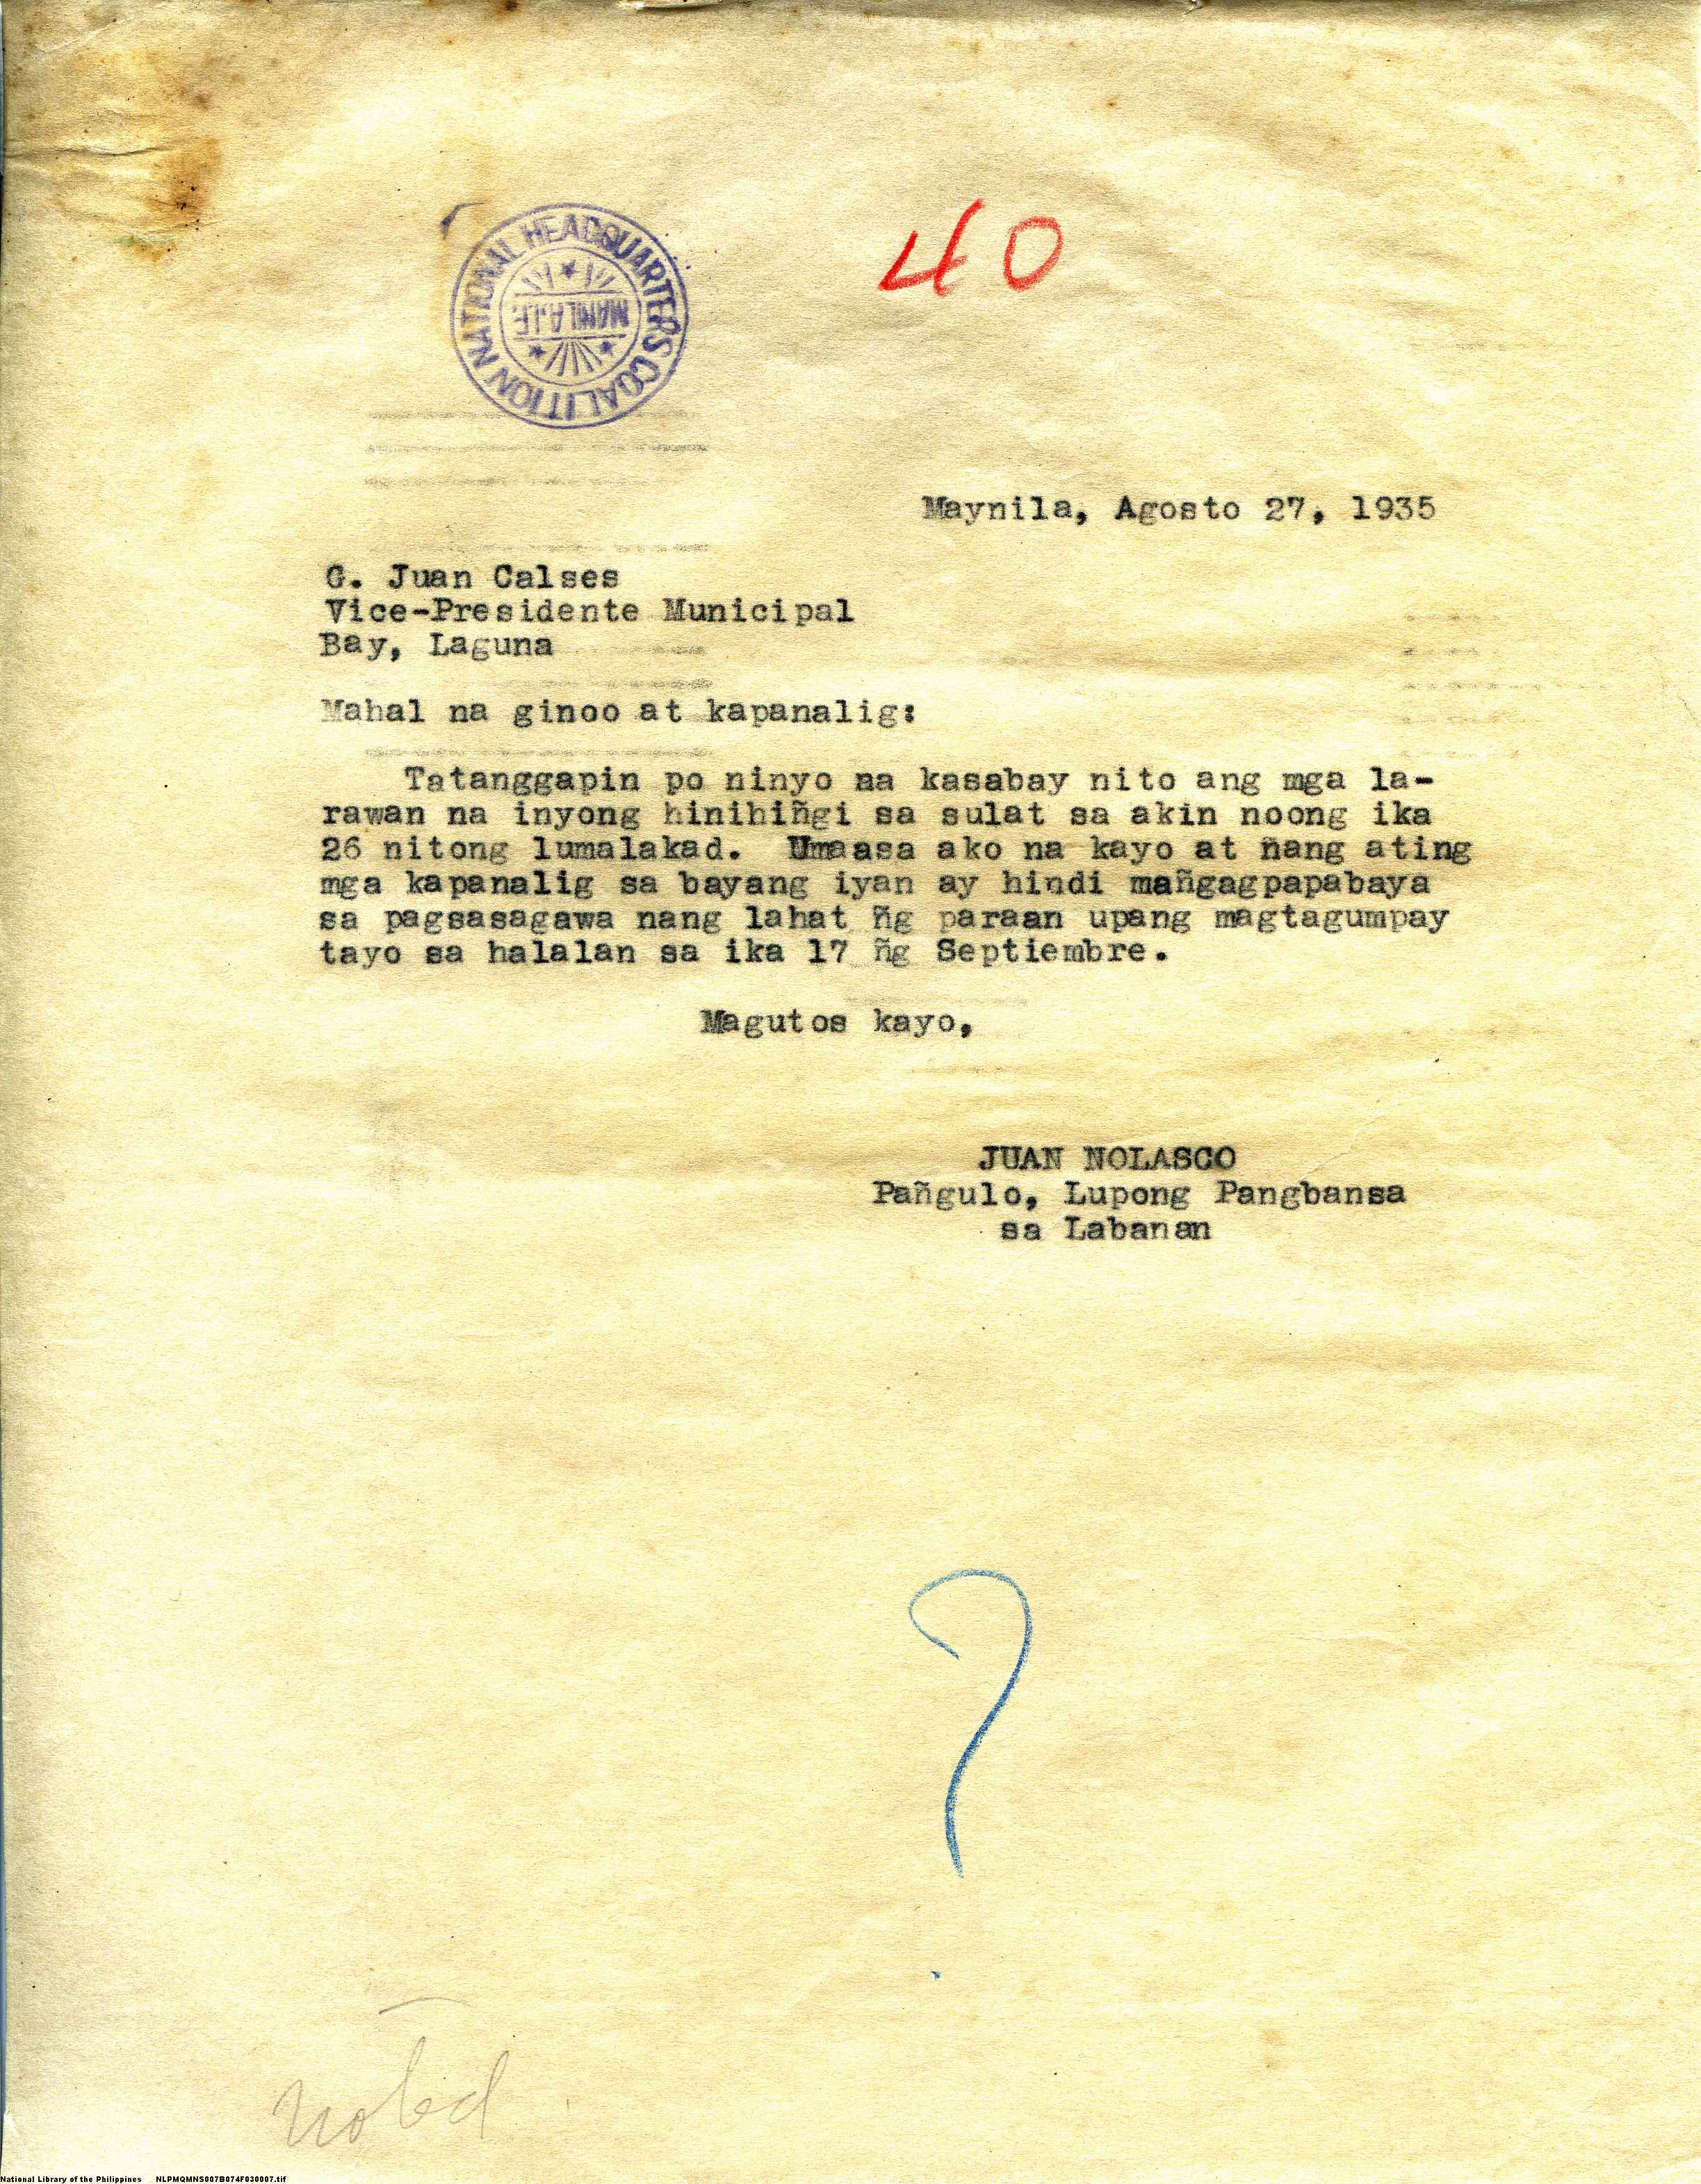 NATIONAL HEADQUARTERS COALITION
MANILA, I.F.
40
Maynila, Agosto 27, 1935
G. Juan Calses
Vice-Presidente Municipal
Bay, Laguna
Mahal na ginoo at kapanalig:
Tatanggapin po ninyo na kasabay nito ang mga la-
rawan na inyong hinihiñgi sa sulat sa akin noong ika
26 nitong lumalakad. Umaasa ako na kayo at ñang ating
mga kapanalig sa bayang iyan ay hindi mañgagpapabaya
sa pagsasagawa nang lahat ñg paraan upang magtagumpay
tayo sa halalan sa ika 17 ñg Septiembre.
Magutos kayo,
JUAN NOLASCO
Pañgulo, Lupong Pangbansa
sa Labanan
?
noted
National Library of the Philippines NLPMQMNS007B074F030007.tif